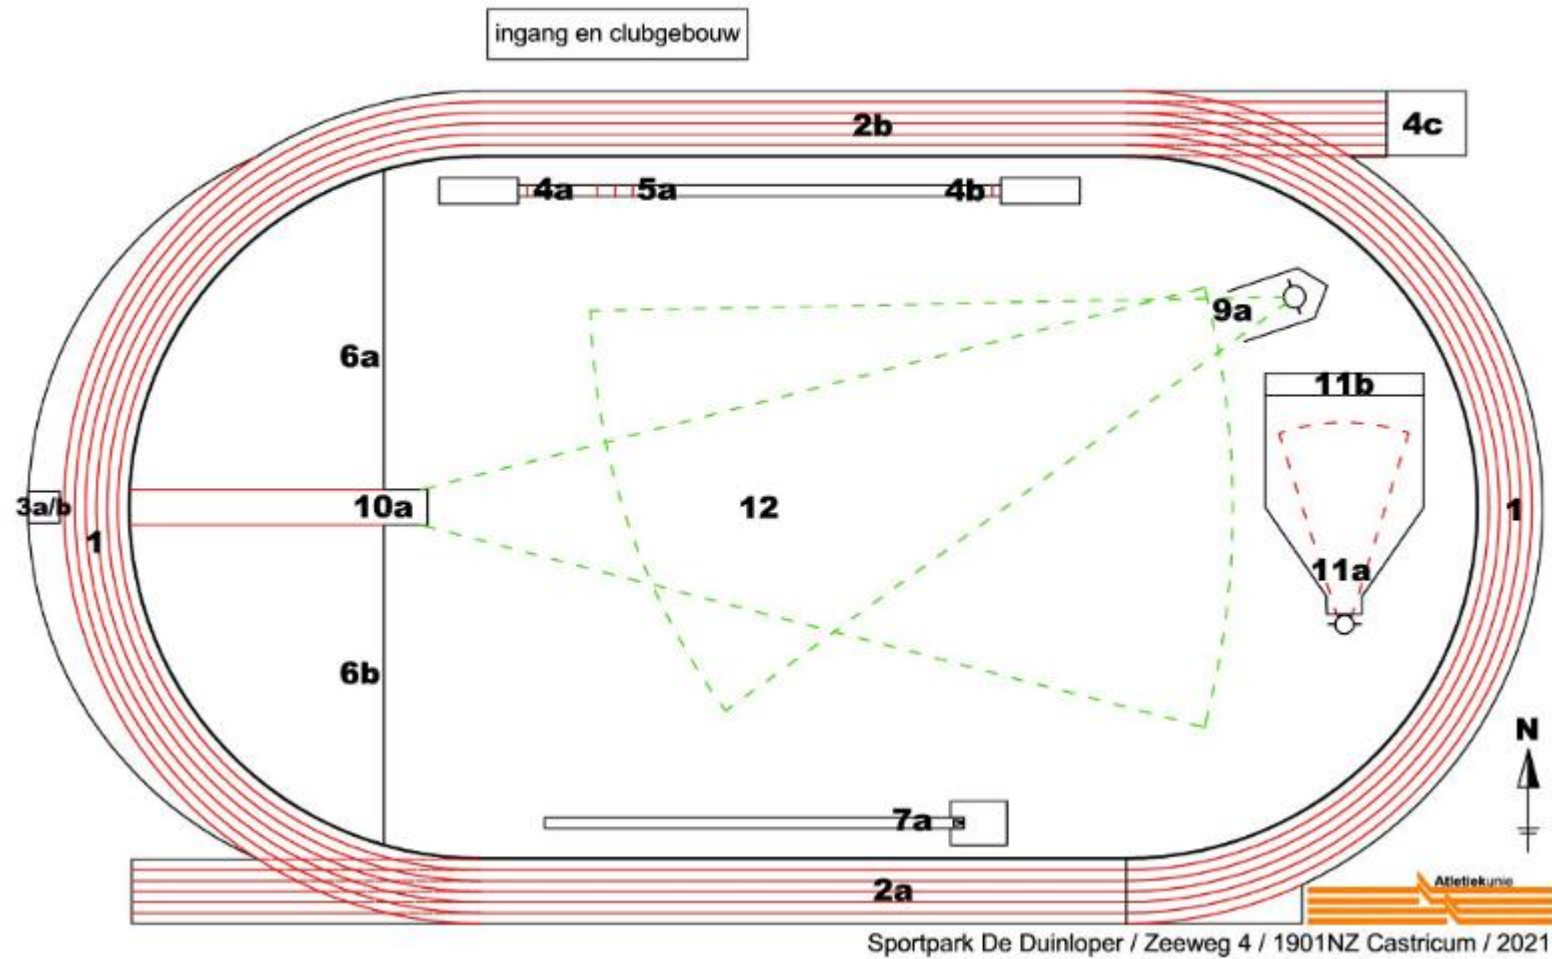 ingang en clubgebouw
2b
4c
4a
5a
4b
9a
6a
11b
3a/b
10a
12
1
1
11a
6b
N
7a
2a
Atletiekunie
Sportpark De Duinloper / Zeeweg 4 / 1901NZ Castricum / 2021